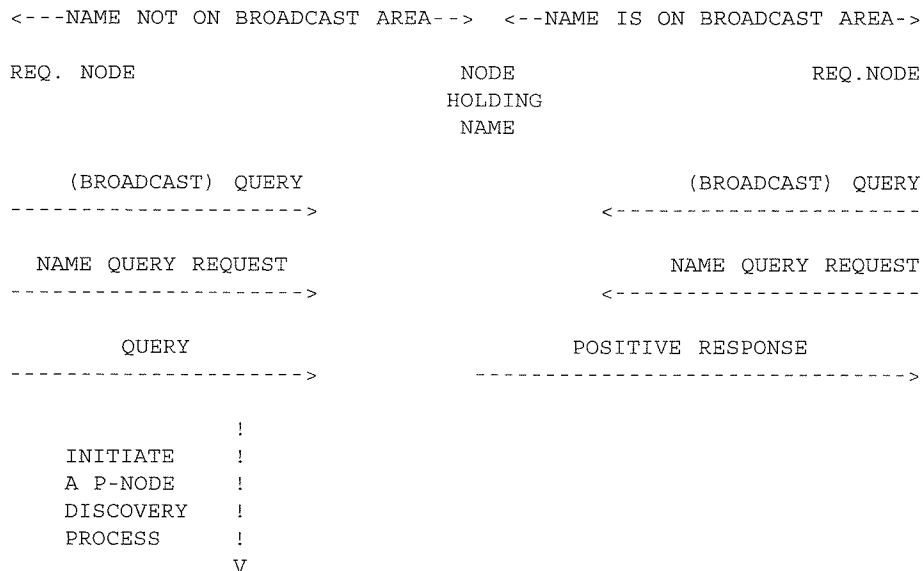 <---NAME NOT ON BROADCAST AREA--> <--NAME IS ON BROADCAST AREA->
REQ. NODE NODE REQ.NODE
HOLDING
NAME
(BROADCAST) QUERY (BROADCAST) QUERY
---------------------> <----------------------
NAME QUERY REQUEST NAME QUERY REQUEST
---------------------> <----------------------
QUERY POSITIVE RESPONSE
---------------------> ------------------------------->
!
INITIATE !
A P-NODE !
DISCOVERY !
PROCESS !
V